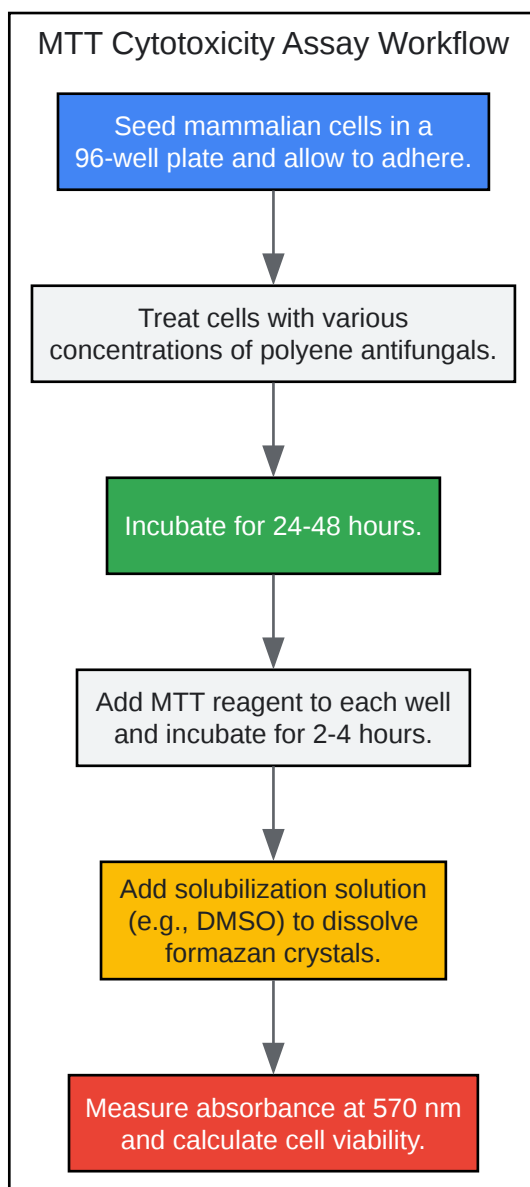 MTT Cytotoxicity Assay Workflow
Seed mammalian cells in a
96-well plate and allow to adhere.
Treat cells with various
concentrations of polyene antifungals.
Incubate for 24-48 hours.
Add MTT reagent to each well
and incubate for 2-4 hours.
Add solubilization solution
(e.g., DMSO) to dissolve
formazan crystals.
Measure absorbance at 570 nm
and calculate cell viability.